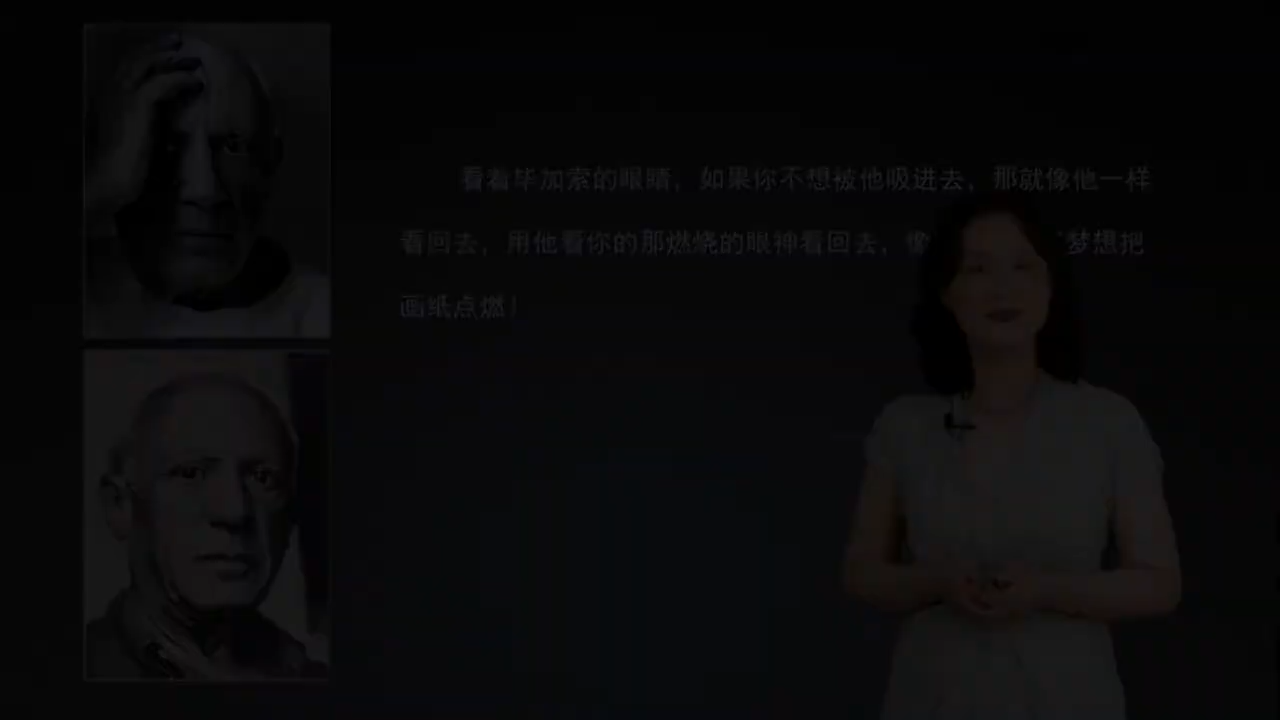 看着毕加索的眼睛，如果你不想被他吸进去，那就像他一样
看回去，用他看你的那燃烧的眼神看回去，像 梦想把
画纸点燃！